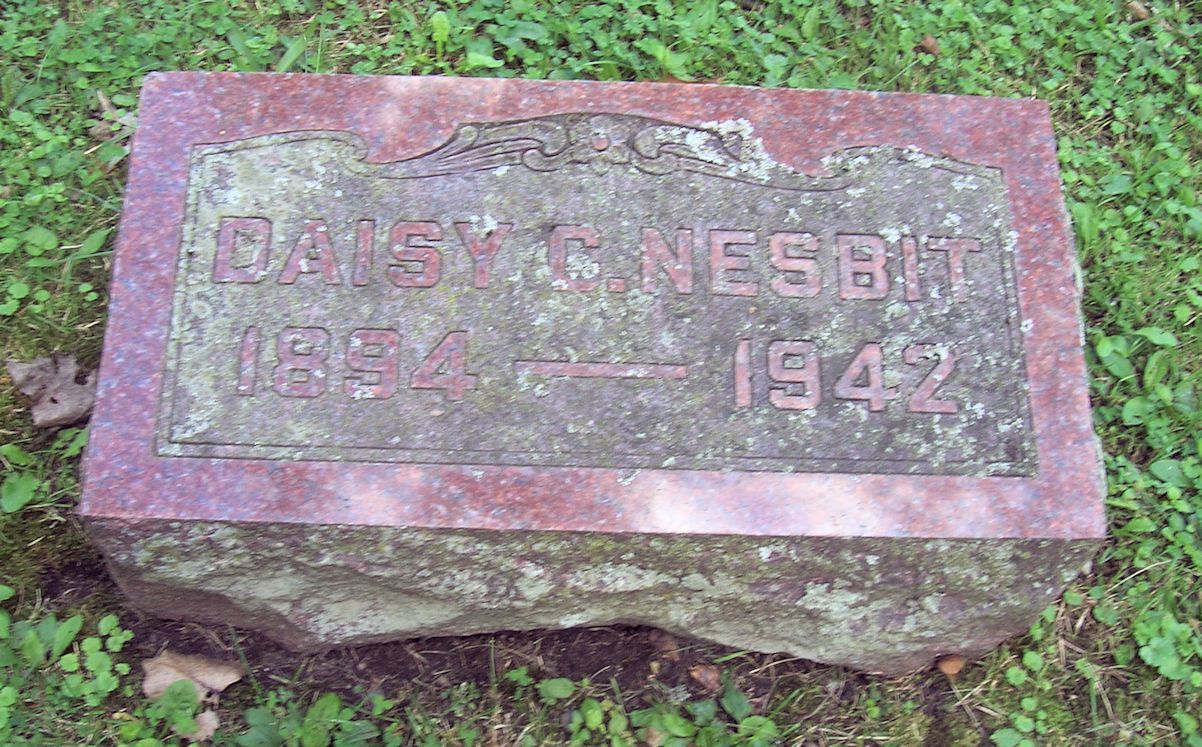 DAISY C. NESBIT
1894 — 1942